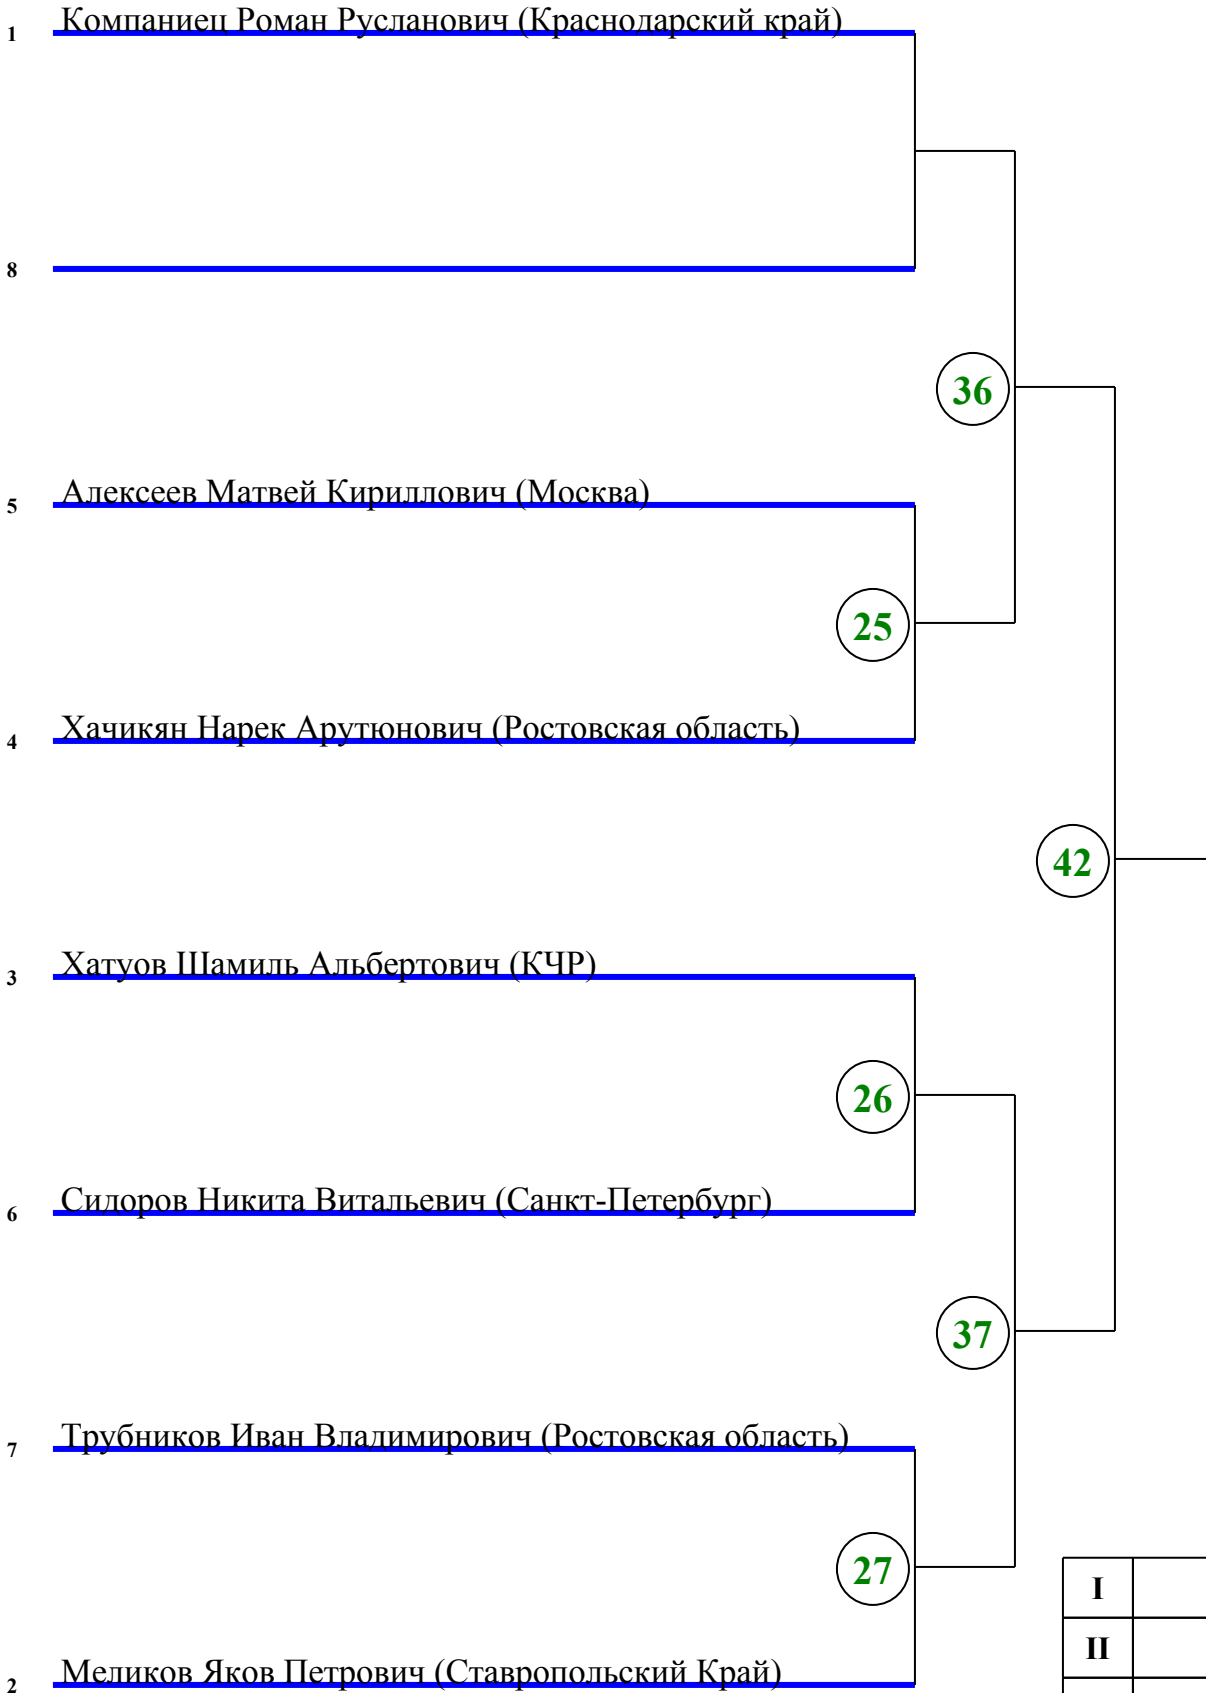 1 Компаниец Роман Русланович (Краснодарский край)
8
36
5 Алексеев Матвей Кириллович (Москва)
25
4 Хачикян Нарек Арутюнович (Ростовская область)
42
3 Хатуов Шамиль Альбертович (КЧР)
26
6 Сидоров Никита Витальевич (Санкт-Петербург)
37
7 Трубников Иван Владимирович (Ростовская область)
27
I
II
2 Меликов Яков Петрович (Ставропольский Край)